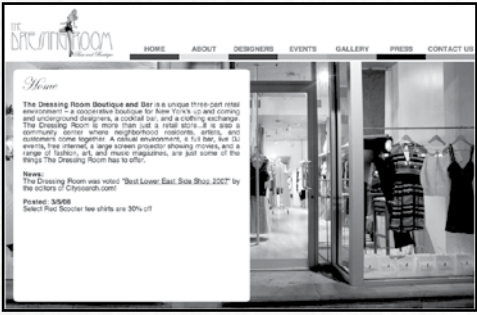 THE
DRESSING ROOM
Bar and Boutique
HOME ABOUT DESIGNERS EVENTS GALLERY PRESS CONTACT US
Home
The Dressing Room Boutique and Bar is a unique three-part retail
environment – a cooperative boutique for New York's up and coming
and underground designers, a cocktail bar, and a clothing exchange.
The Dressing Room is more than just a retail store...it is also a
community center where neighborhood residents, artists, and
customers come together. A casual environment, a full bar, live DJ
events, free internet, a large screen projector showing movies, and a
range of fashion, art, and music magazines, are just some of the
things The Dressing Room has to offer.
News:
The Dressing Room was voted "Best Lower East Side Shop 2007" by
the editors of Citysearch.com!
Posted: 3/5/08
Select Red Scooter tee shirts are 30% off